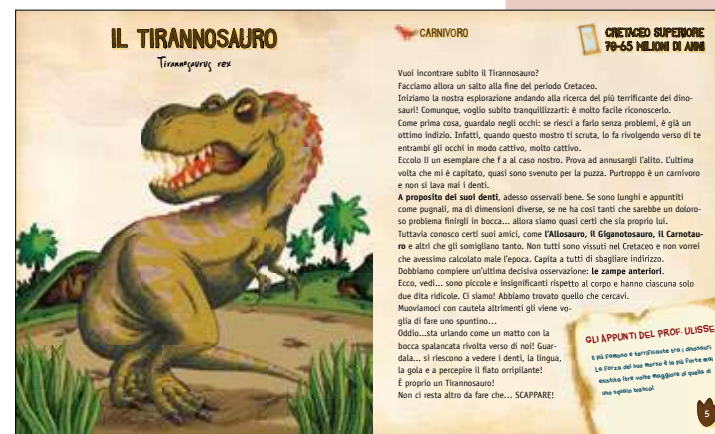 IL TIRANNOSAURO
Tirannosaurus rex
CARNIVORO
CRETACEO SUPERIORE
70-65 MILIONI DI ANNI
Vuoi incontrare subito il Tirannosauro?
Facciamo allora un salto alla fine del periodo Cretaceo.
Iniziamo la nostra esplorazione andando alla ricerca del più terrificante dei dino-
sauri! Comunque, voglio subito tranquillizzarti: è molto facile riconoscerlo.
Come prima cosa, guardalo negli occhi: se riesci a farlo senza problemi, è già un
ottimo indizio. Infatti, quando questo mostro ti scruta, lo fa rivolgendo verso di te
entrambi gli occhi in modo cattivo, molto cattivo.
Eccolo lì un esemplare che f a al caso nostro. Prova ad annusargli l'alito. L'ultima
volta che mi è capitato, quasi sono svenuto per la puzza. Purtroppo è un carnivoro
e non si lava mai i denti.
A proposito dei suoi denti, adesso osservali bene. Se sono lunghi e appuntiti
come pugnali, ma di dimensioni diverse, se ne ha così tanti che sarebbe un doloro-
so problema finirgli in bocca... allora siamo quasi certi che sia proprio lui.
Tuttavia conosco certi suoi amici, come l'Allosauro, il Giganotosauro, il Carnotau-
ro e altri che gli somigliano tanto. Non tutti sono vissuti nel Cretaceo e non vorrei
che avessimo calcolato male l'epoca. Capita a tutti di sbagliare indirizzo.
Dobbiamo compiere un'ultima decisiva osservazione: le zampe anteriori.
Ecco, vedi... sono piccole e insignificanti rispetto al corpo e hanno ciascuna solo
due dita ridicole. Ci siamo! Abbiamo trovato quello che cercavi.
Muoviamoci con cautela altrimenti gli viene vo-
glia di fare uno spuntino...
Oddio...sta urlando come un matto con la
bocca spalancata rivolta verso di noi! Guar-
dala... si riescono a vedere i denti, la lingua,
la gola e a percepire il fiato orripilante!
È proprio un Tirannosauro!
Non ci resta altro da fare che... SCAPPARE!
GLI APPUNTI DEL PROF. ULISSE
Il più famoso e terrificante tra i dinosauri.
La forza del suo morso è la più forte mai
esistita (tre volte maggiore di quella di
uno squalo bianco).
5